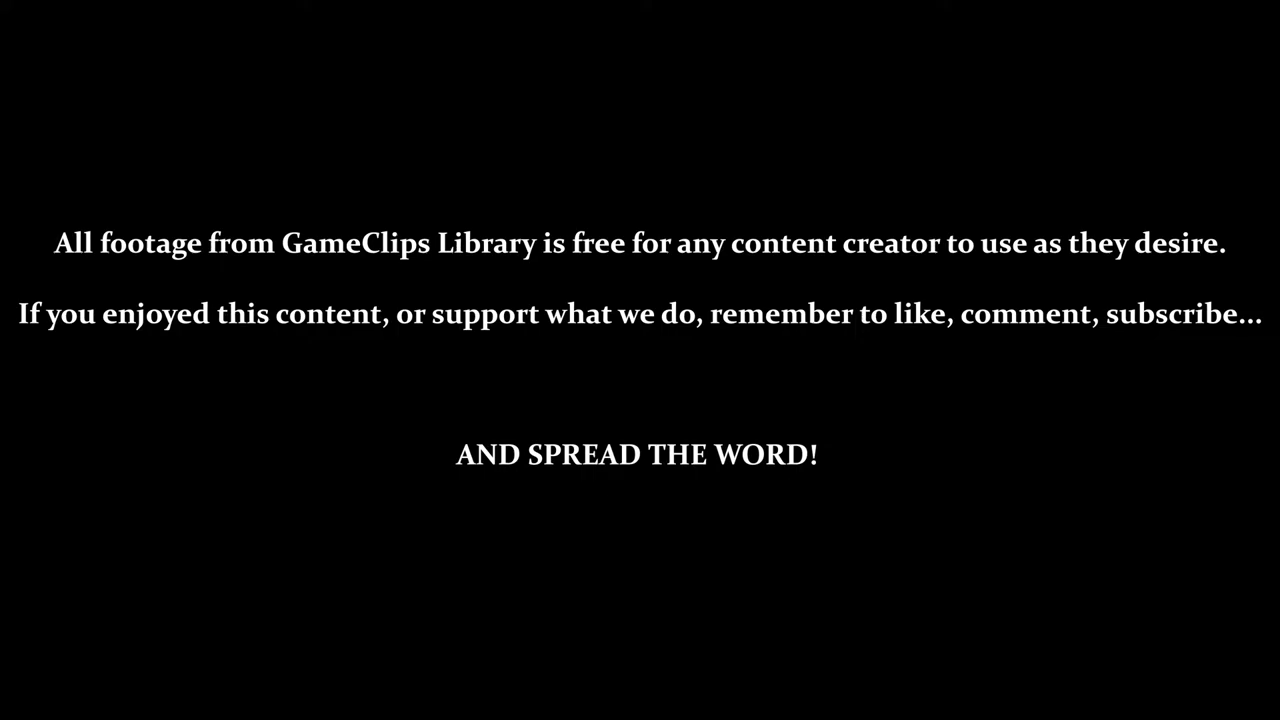 All footage from GameClips Library is free for any content creator to use as they desire.
If you enjoyed this content, or support what we do, remember to like, comment, subscribe...
AND SPREAD THE WORD!